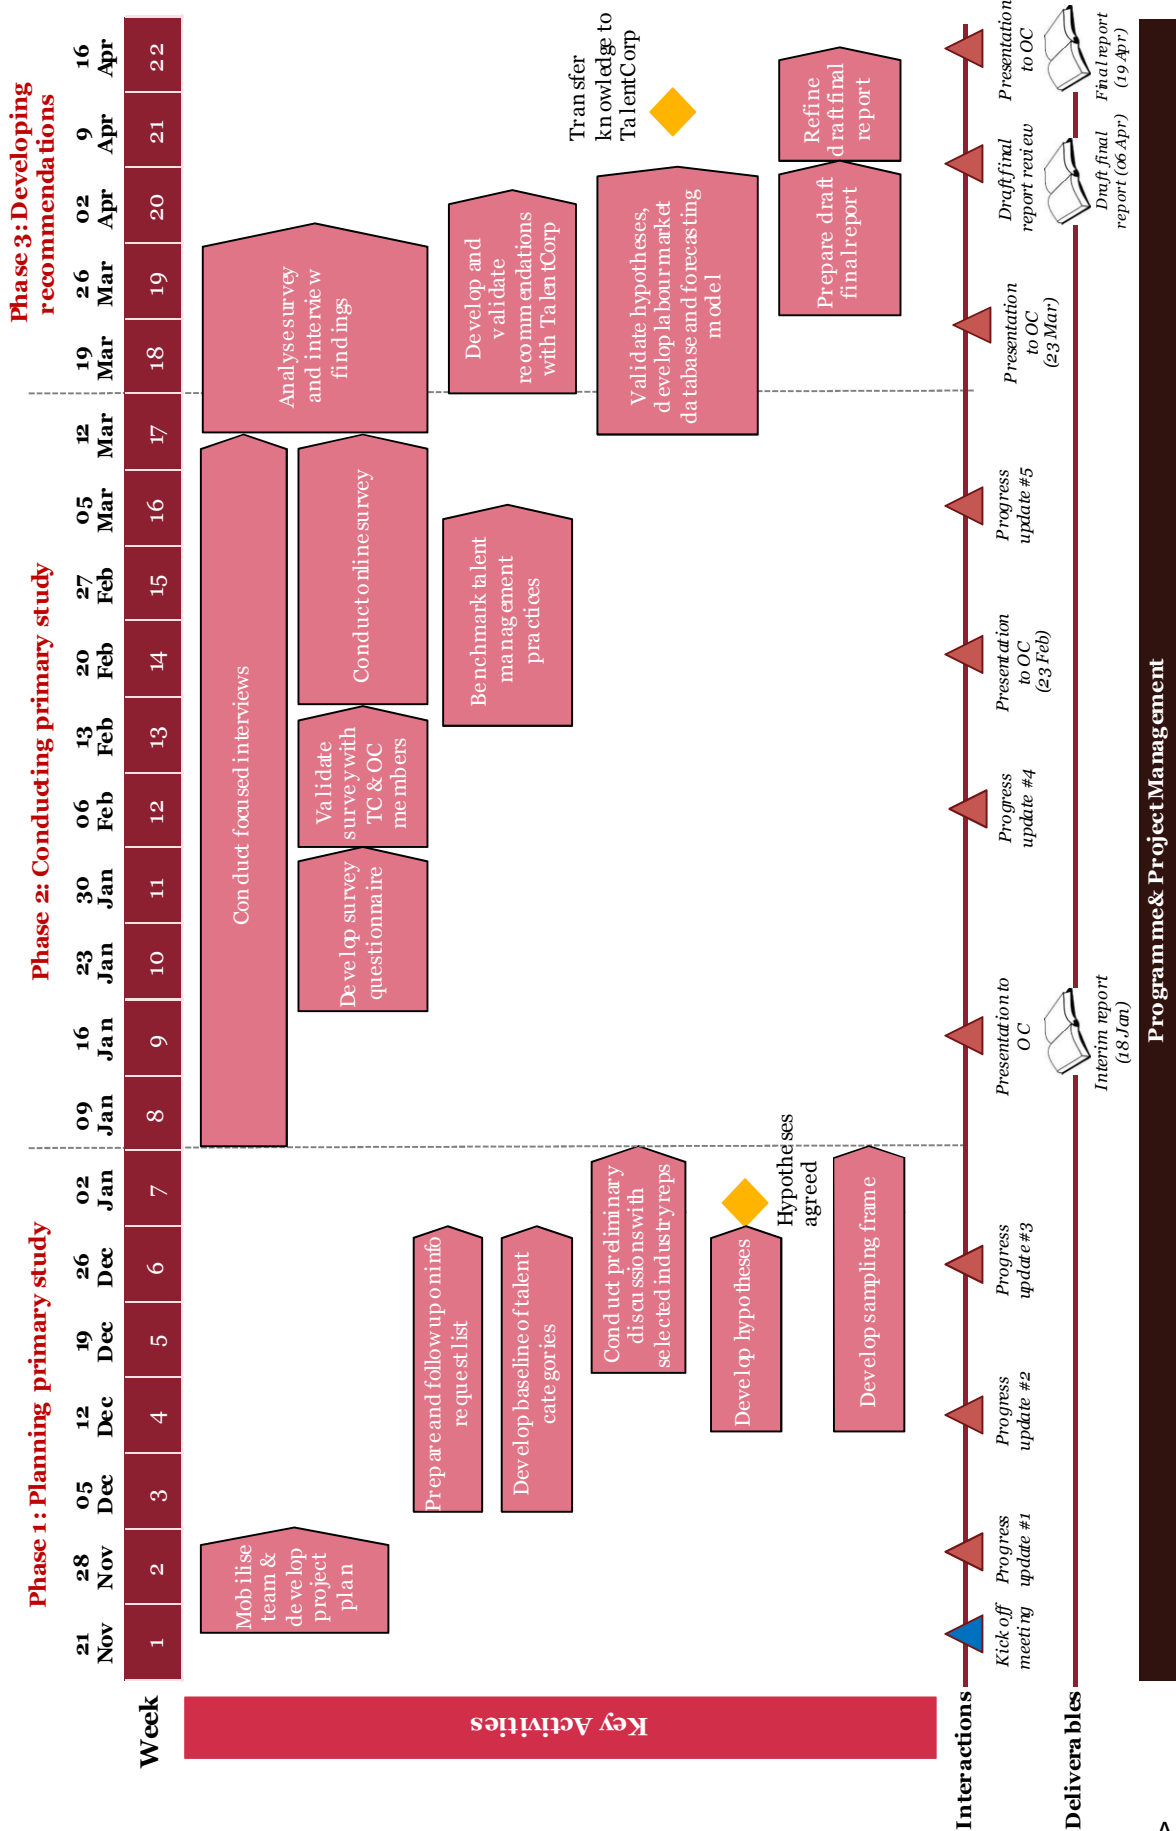 Phase 1: Planning primary study
Phase 2: Conducting primary study
Phase 3: Developing
recommendations
21
Nov
28
Nov
05
Dec
12
Dec
19
Dec
26
Dec
02
Jan
09
Jan
16
Jan
23
Jan
30
Jan
06
Feb
13
Feb
20
Feb
27
Feb
05
Mar
12
Mar
19
Mar
26
Mar
02
Apr
9
Apr
16
Apr
Week
1
2
3
4
5
6
7
8
9
10
11
12
13
14
15
16
17
18
19
20
21
22
Key Activities
Mobilise
team &
develop
project
plan
Prepare and follow up on info
request list
Develop baseline of talent
categories
Conduct preliminary
discussions with
selected industry reps
Develop hypotheses
Hypotheses
agreed
Develop sampling frame
Conduct focused interviews
Develop survey
questionnaire
Validate
survey with
TC & OC
members
Conduct online survey
Benchmark talent
management
practices
Analyse survey
and interview
findings
Develop and
validate
recommendations
with TalentCorp
Validate hypotheses,
develop labour market
database and forecasting
model
Transfer
knowledge to
TalentCorp
Prepare draft
final report
Refine
draft final
report
Interactions
Kick off
meeting
Progress
update #1
Progress
update #2
Progress
update #3
Presentation to
OC
Progress
update #4
Presentation
to OC
(23 Feb)
Progress
update #5
Presentation
to OC
(23 Mar)
Draft final
report review
Presentation
to OC
Deliverables
Interim report
(18 Jan)
Draft final
report (06 Apr)
Final report
(19 Apr)
Programme & Project Management